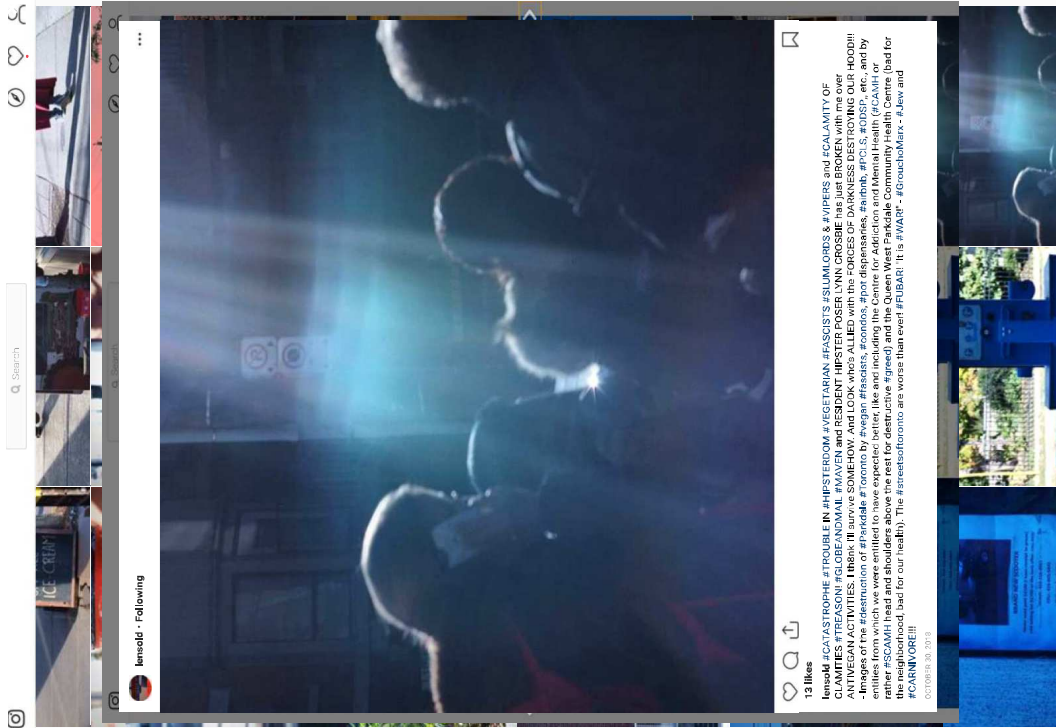 Search
ICE CREAM
lensold · Following
13 likes
lensold #CATASTROPHE #TROUBLE IN #HIPSTERDOM #VEGETARIAN #FASCISTS #SLUMLORDS & #VIPERS and #CALAMITY OF
CLAMITIES #TREASON! #GLOBEANDMAIL #MAVEN and RESIDENT HIPSTER POSER LYNN CROSBIE has just BROKEN with me over
ANTIVEGAN ACTIVITIES. I th8nk I'll survive SOMEHOW. And LOOK who's ALLIED with the FORCES OF DARKNESS DESTROYING OUR HOOD!!!
- Images of the #destruction of #Parkdale #Toronto by #vegan #fascists, #condos, #pot dispensaries, #airbnb, #PCLS, #ODSP,, etc., and by
entities from which we were entitled to have expected better, like and including the Centre for Addiction and Mental Health (#CAMH or
rather #SCAMH head and shoulders above the rest for destructive #greed) and the Queen West Parkdale Community Health Centre (bad for
the neighborhood, bad for our health). The #streetsoftoronto are worse than ever! #FUBAR! "It is #WAR!" - #GrouchoMarx - #Jew and
#CARNIVORE!!!
OCTOBER 30, 2018